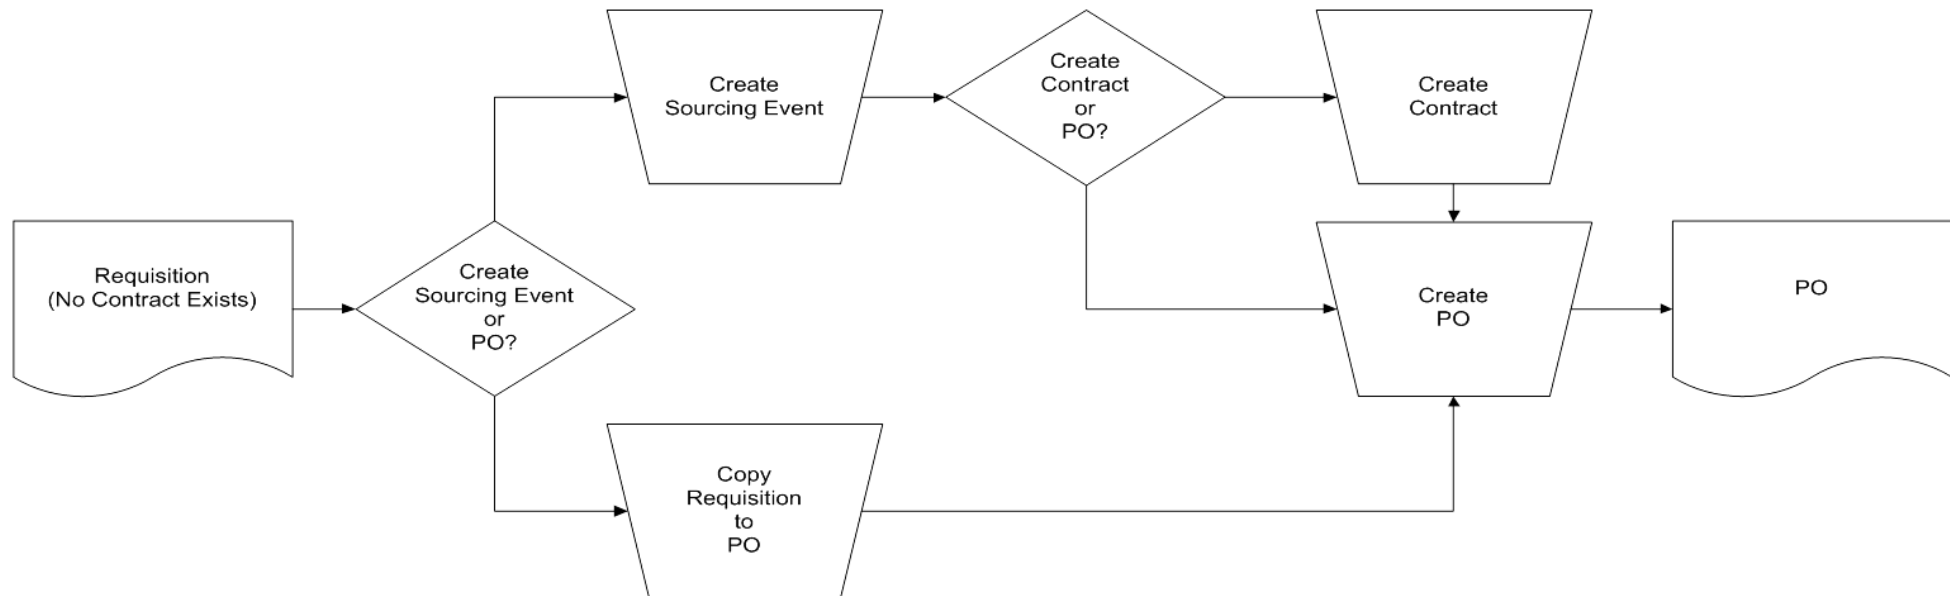 Requisition
(No Contract Exists)
Create
Sourcing Event
or
PO?
Create
Sourcing Event
Create
Contract
or
PO?
Create
Contract
Create
PO
PO
Copy
Requisition
to
PO